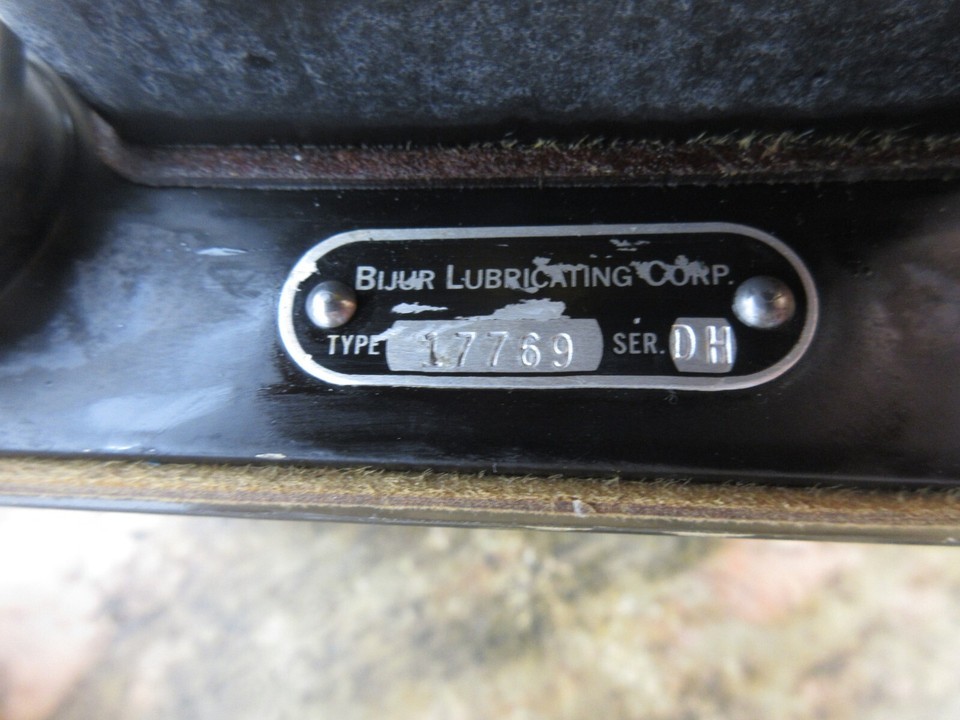 BIJUR LUBRICATING CORP.
TYPE 17769 SER. DH